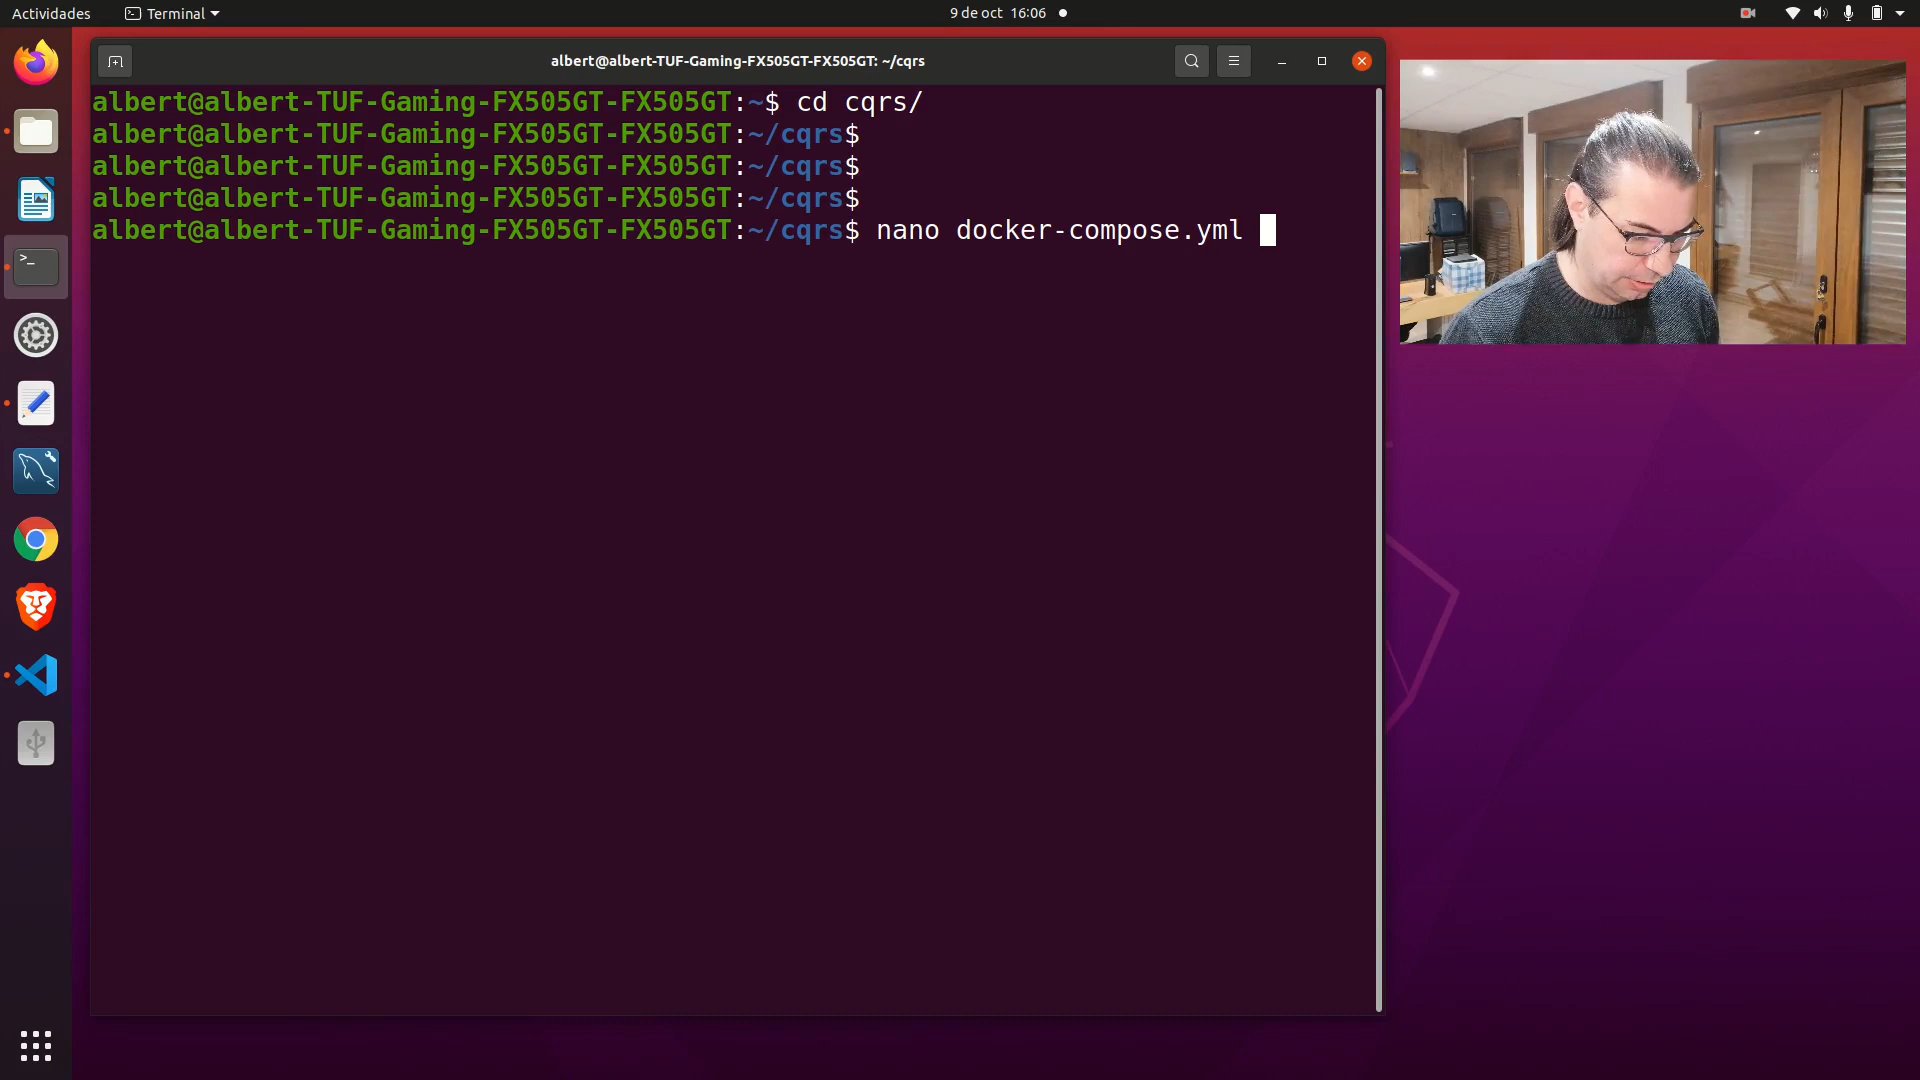 Actividades Terminal 9 de oct 16:06
albert@albert-TUF-Gaming-FX505GT-FX505GT: ~/cqrs
albert@albert-TUF-Gaming-FX505GT-FX505GT:~$ cd cqrs/
albert@albert-TUF-Gaming-FX505GT-FX505GT:~/cqrs$
albert@albert-TUF-Gaming-FX505GT-FX505GT:~/cqrs$
albert@albert-TUF-Gaming-FX505GT-FX505GT:~/cqrs$
albert@albert-TUF-Gaming-FX505GT-FX505GT:~/cqrs$ nano docker-compose.yml